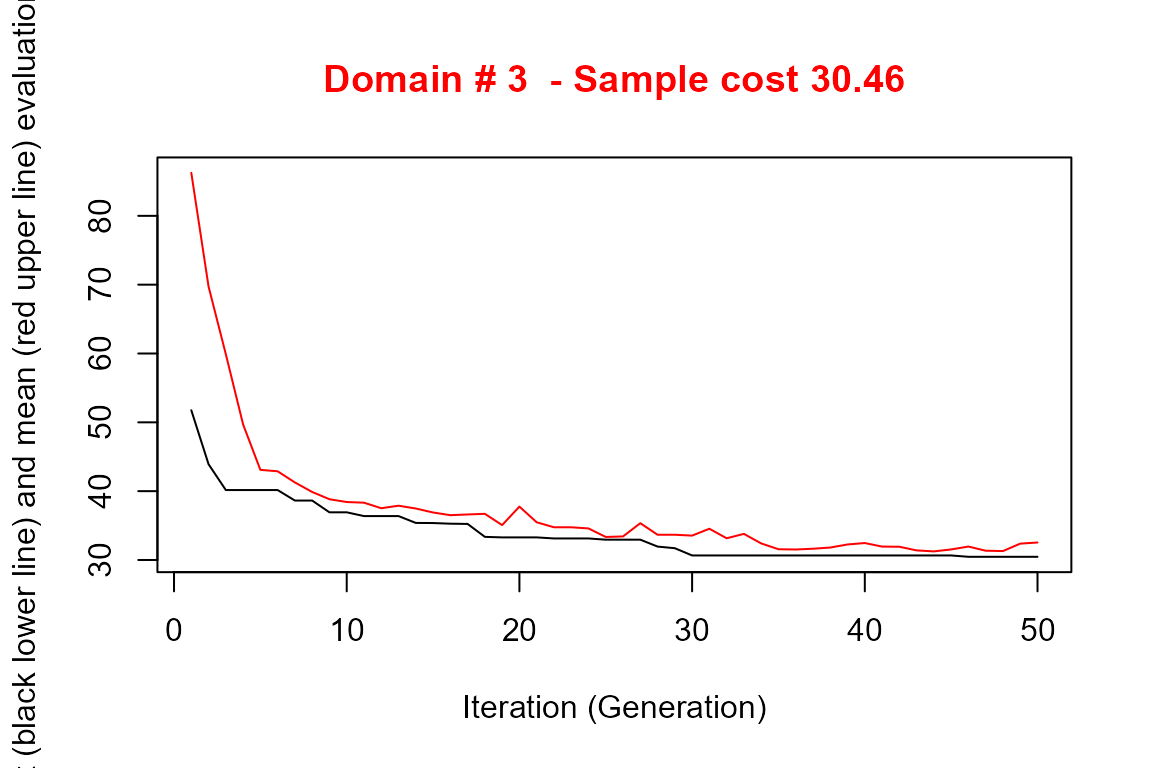 Domain # 3  - Sample cost 30.46
(black lower line) and mean (red upper line)
80
70
60
50
40
30
0 10 20 30 40 50
Iteration (Generation)